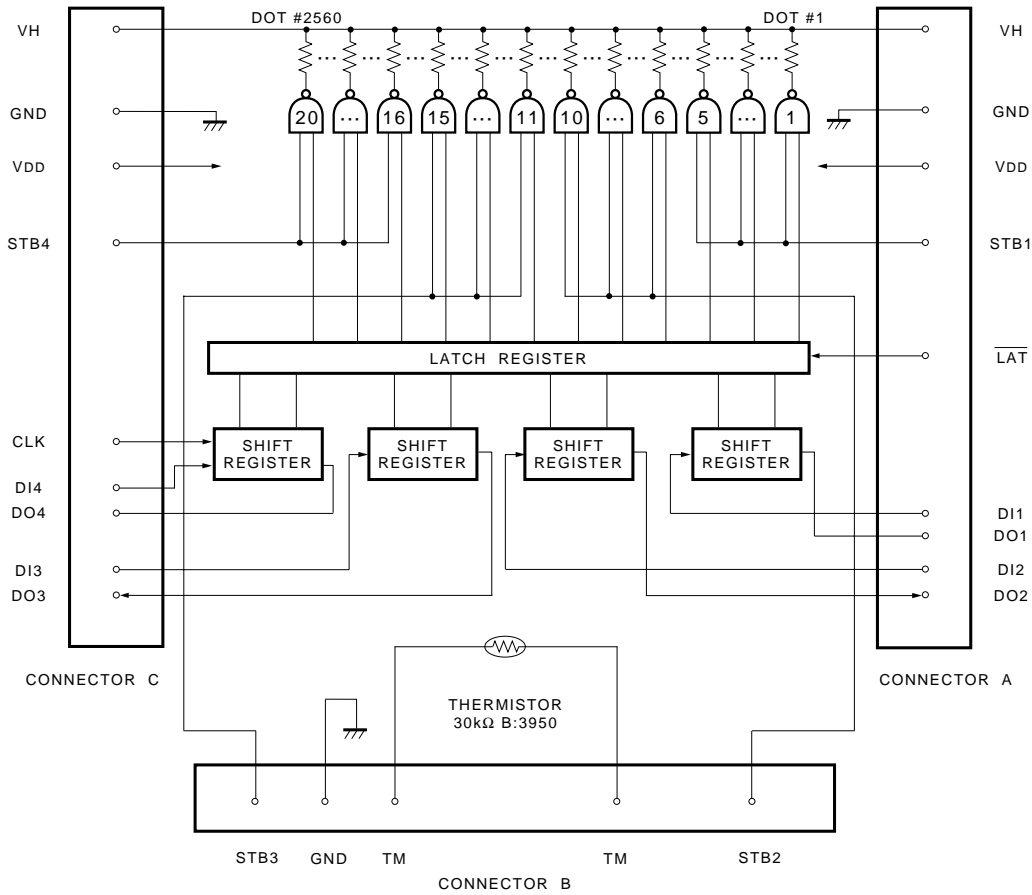 DOT #2560
DOT #1
VH
VH
... ... ... ... ... ... ... ... ... ... ...
GND
GND
20 ... 16 15 ... 11 10 ... 6 5 ... 1
VDD
VDD
STB4
STB1
LATCH REGISTER
LAT
CLK
SHIFT REGISTER
SHIFT REGISTER
SHIFT REGISTER
SHIFT REGISTER
DI4
DO4
DI1
DO1
DI3
DI2
DO3
DO2
CONNECTOR C
CONNECTOR A
THERMISTOR
30kΩ B:3950
STB3 GND TM TM STB2
CONNECTOR B